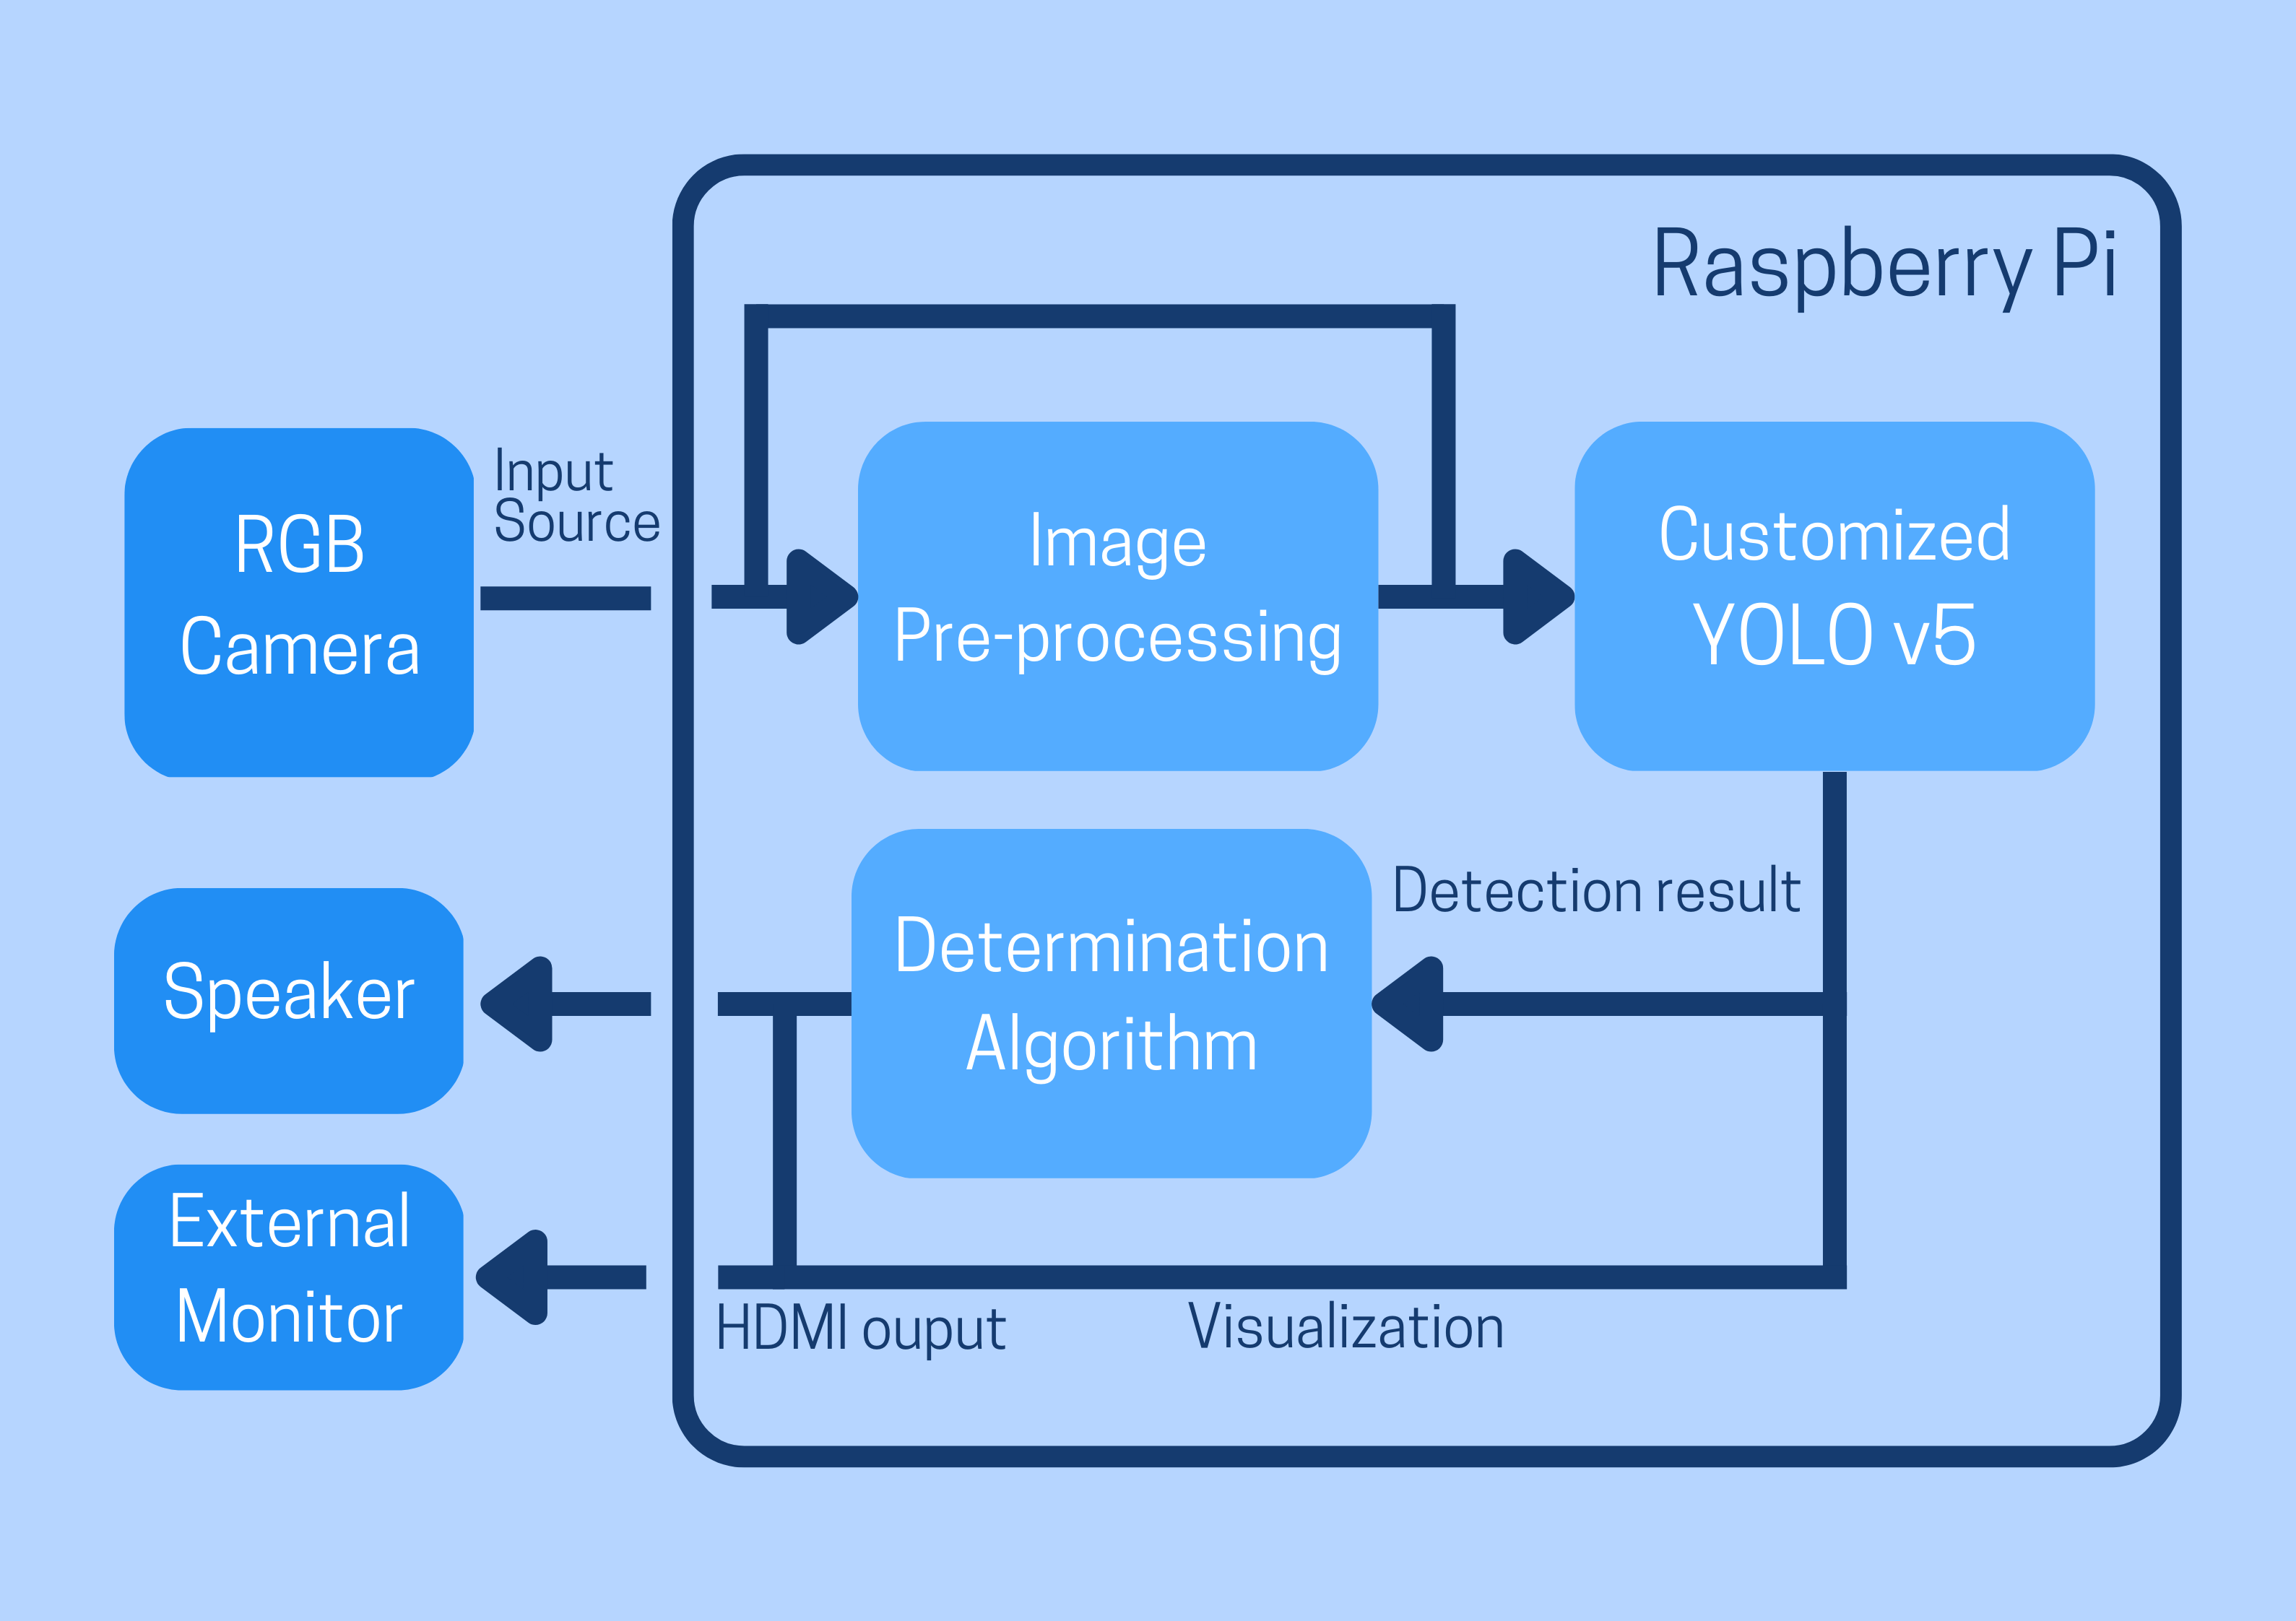 Raspberry Pi
RGB
Camera
Input
Source
Image
Pre-processing
Customized
YOLO v5
Speaker
Determination
Algorithm
Detection result
External
Monitor
HDMI ouput
Visualization